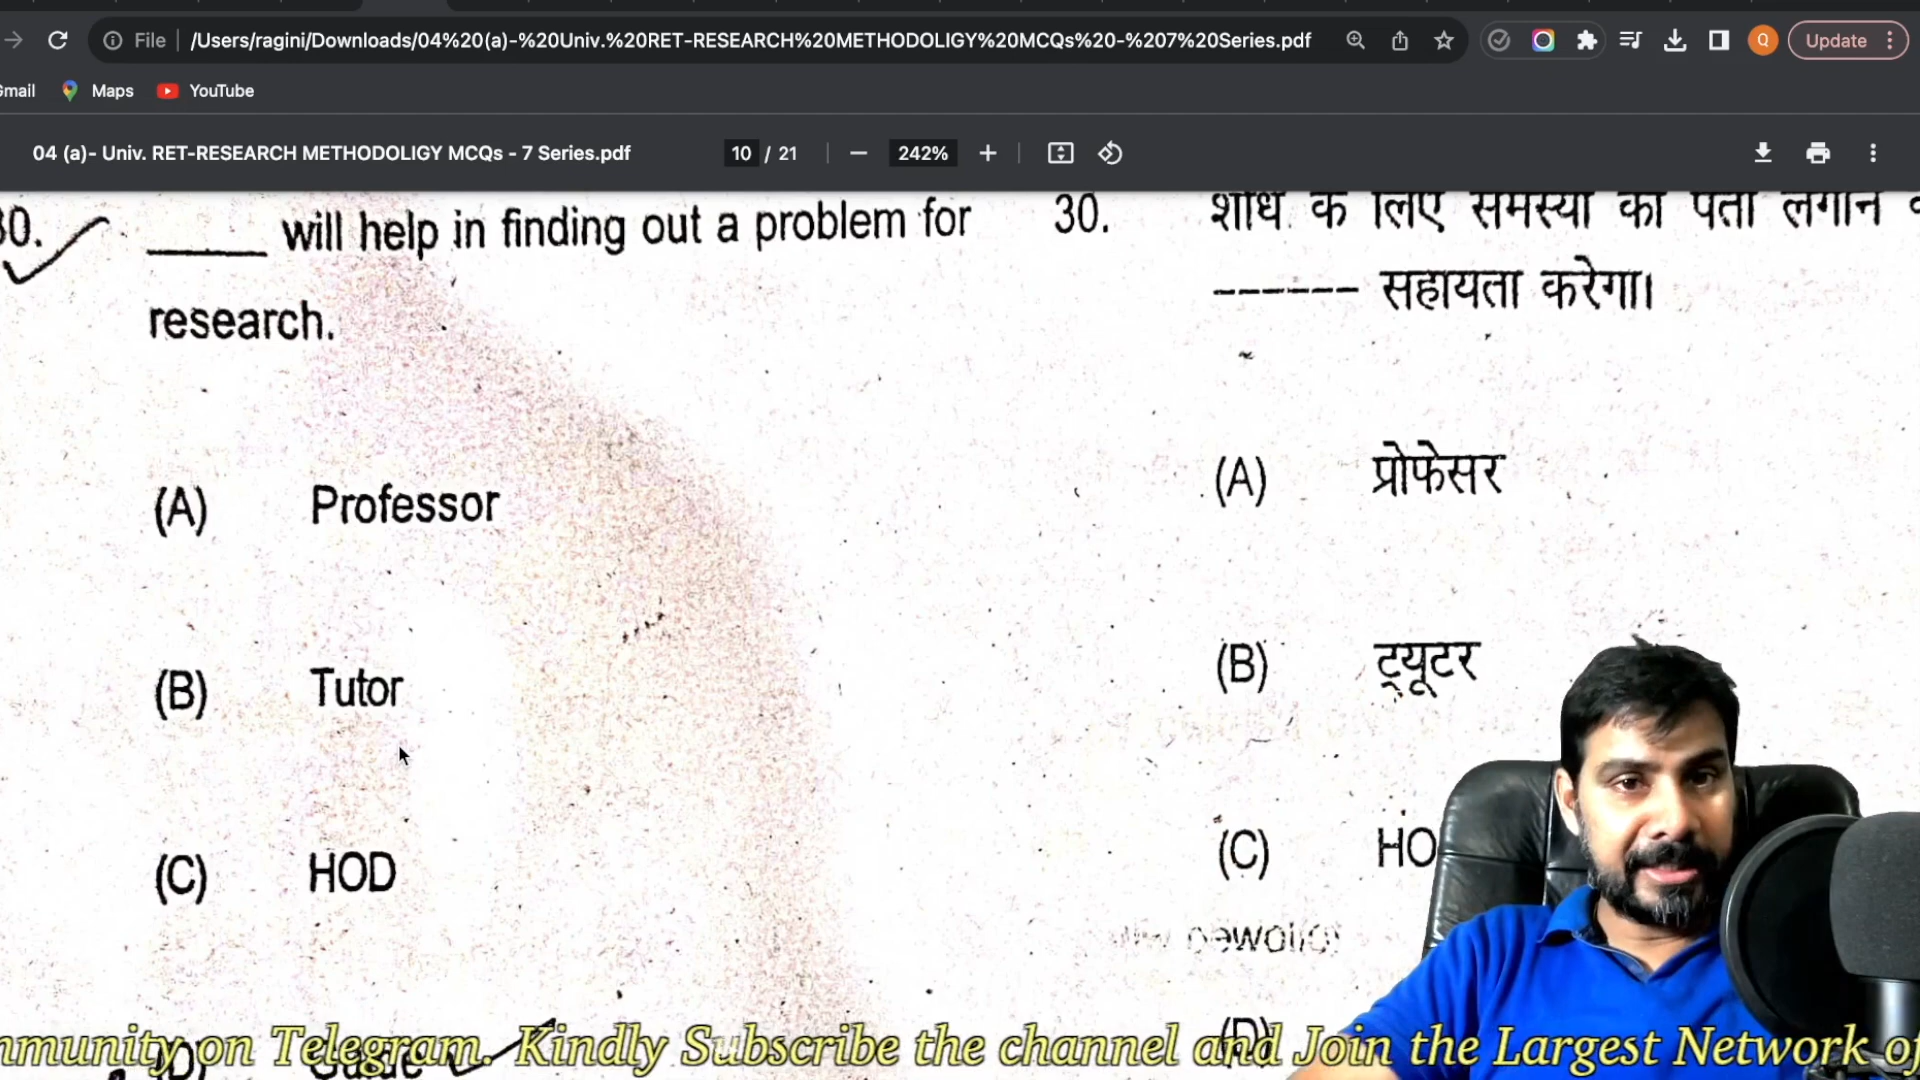 File
/Users/ragini/Downloads/04%20(a)-%20Univ.%20RET-RESEARCH%20METHODOLIGY%20MCQs%20-%207%20Series.pdf
Q
Update
Gmail
Maps
YouTube
04 (a)- Univ. RET-RESEARCH METHODOLIGY MCQs - 7 Series.pdf
10 / 21
242%
30. _____ will help in finding out a problem for
research.
(A) Professor
(B) Tutor
(C) HOD
(D) Guide
30. शोध के लिए समस्या का पता लगाने
------ सहायता करेगा।
(A) प्रोफेसर
(B) ट्यूटर
(C) HO
(D)
mmunity on Telegram. Kindly Subscribe the channel and Join the Largest Network of